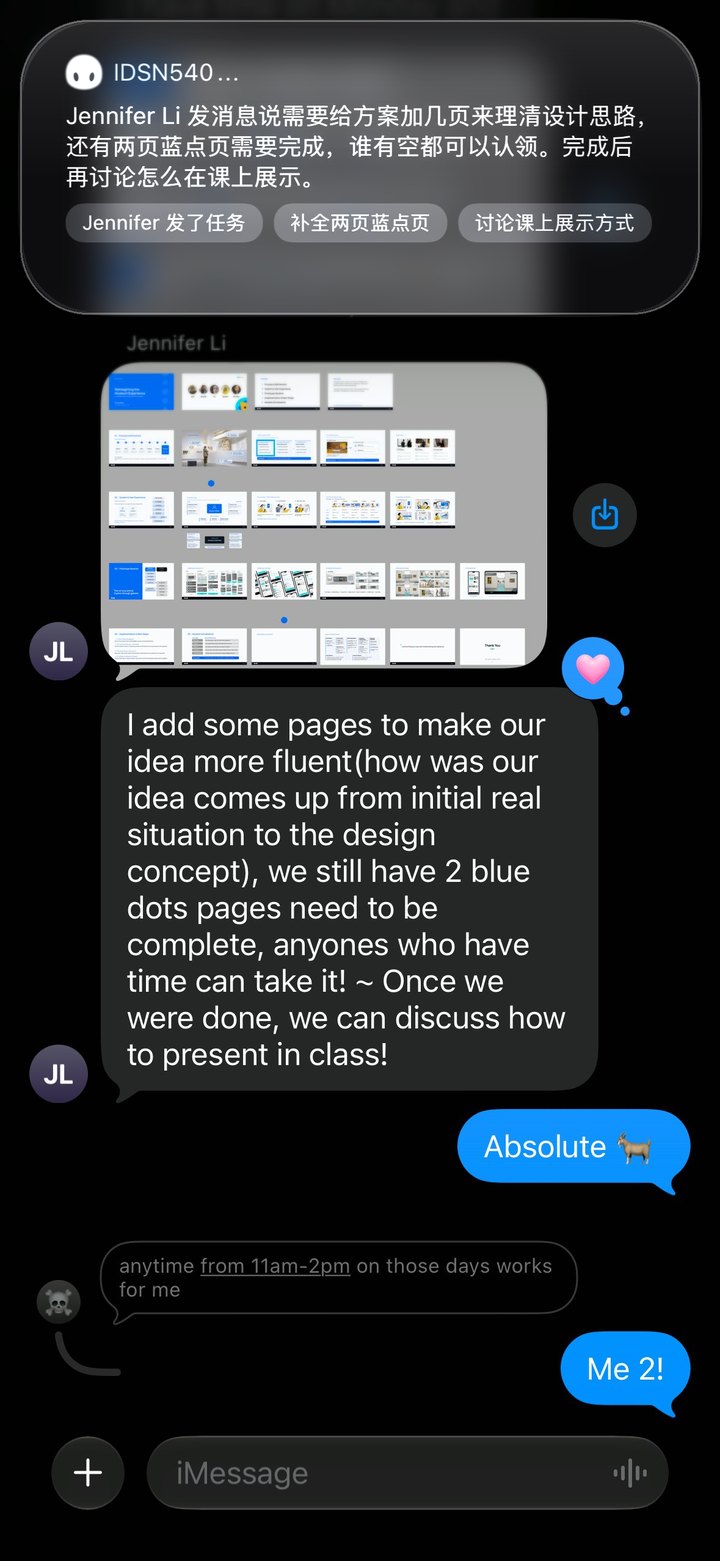 IDSN540...
Jennifer Li 发消息说需要给方案加几页来理清设计思路，
还有两页蓝点页需要完成，谁有空都可以认领。完成后
再讨论怎么在课上展示。
Jennifer 发了任务
补全两页蓝点页
讨论课上展示方式
Jennifer Li
Thank You
JL
I add some pages to make our
idea more fluent(how was our
idea comes up from initial real
situation to the design
concept), we still have 2 blue
dots pages need to be
complete, anyones who have
time can take it! ~ Once we
were done, we can discuss how
to present in class!
JL
Absolute 🐐
anytime from 11am-2pm on those days works
for me
Me 2!
iMessage